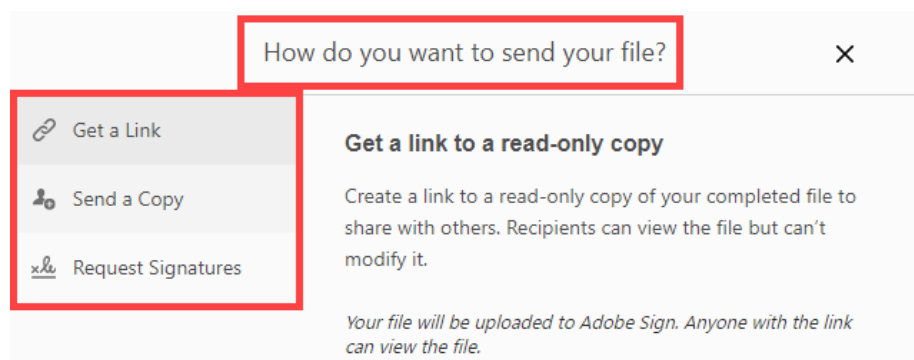 How do you want to send your file?
Get a Link
Send a Copy
Request Signatures
Get a link to a read-only copy
Create a link to a read-only copy of your completed file to
share with others. Recipients can view the file but can't
modify it.
Your file will be uploaded to Adobe Sign. Anyone with the link
can view the file.